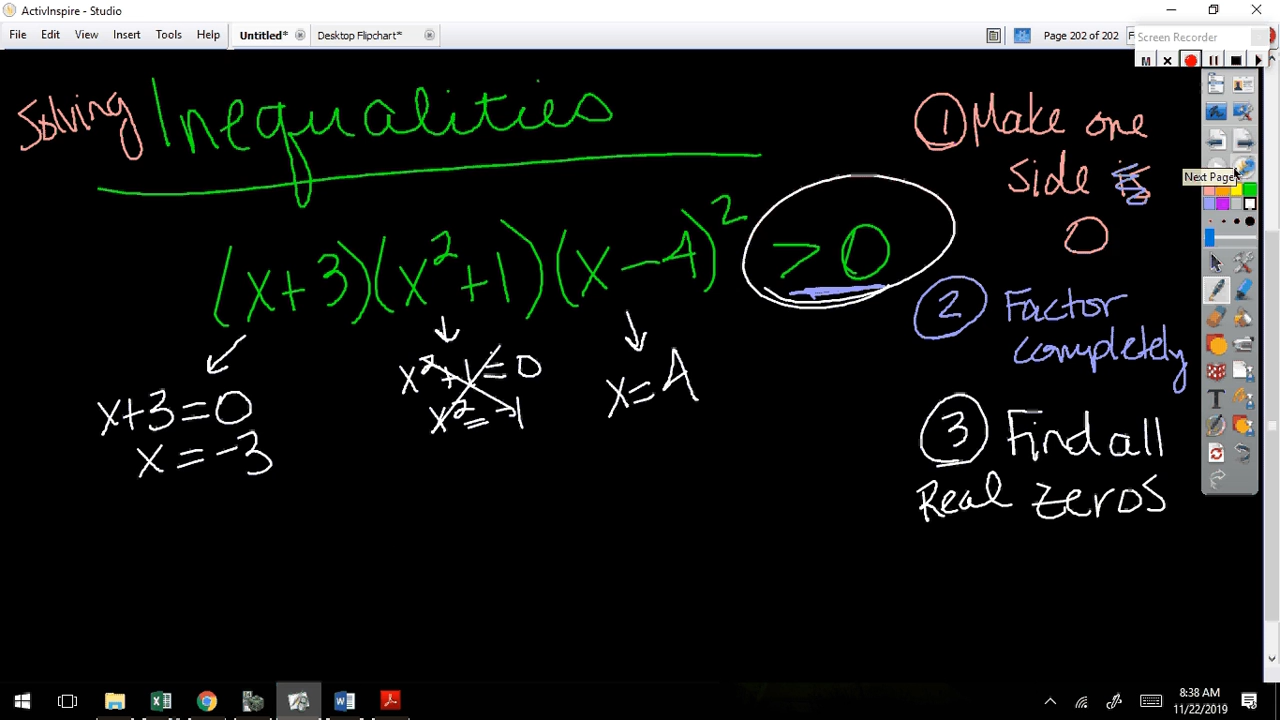 ActivInspire - Studio
Screen Recorder
File Edit View Insert Tools Help Untitled* Desktop Flipchart* Page 202 of 202
M
Solving Inequalities
(x+3)(x²+1)(x-4)² > 0
x+3=0
x=-3
x²+1=0
x²=-1
x=4
① Make one
side is
0
② Factor
completely
③ Find all
Real zeros
Next Page
8:38 AM
11/22/2019